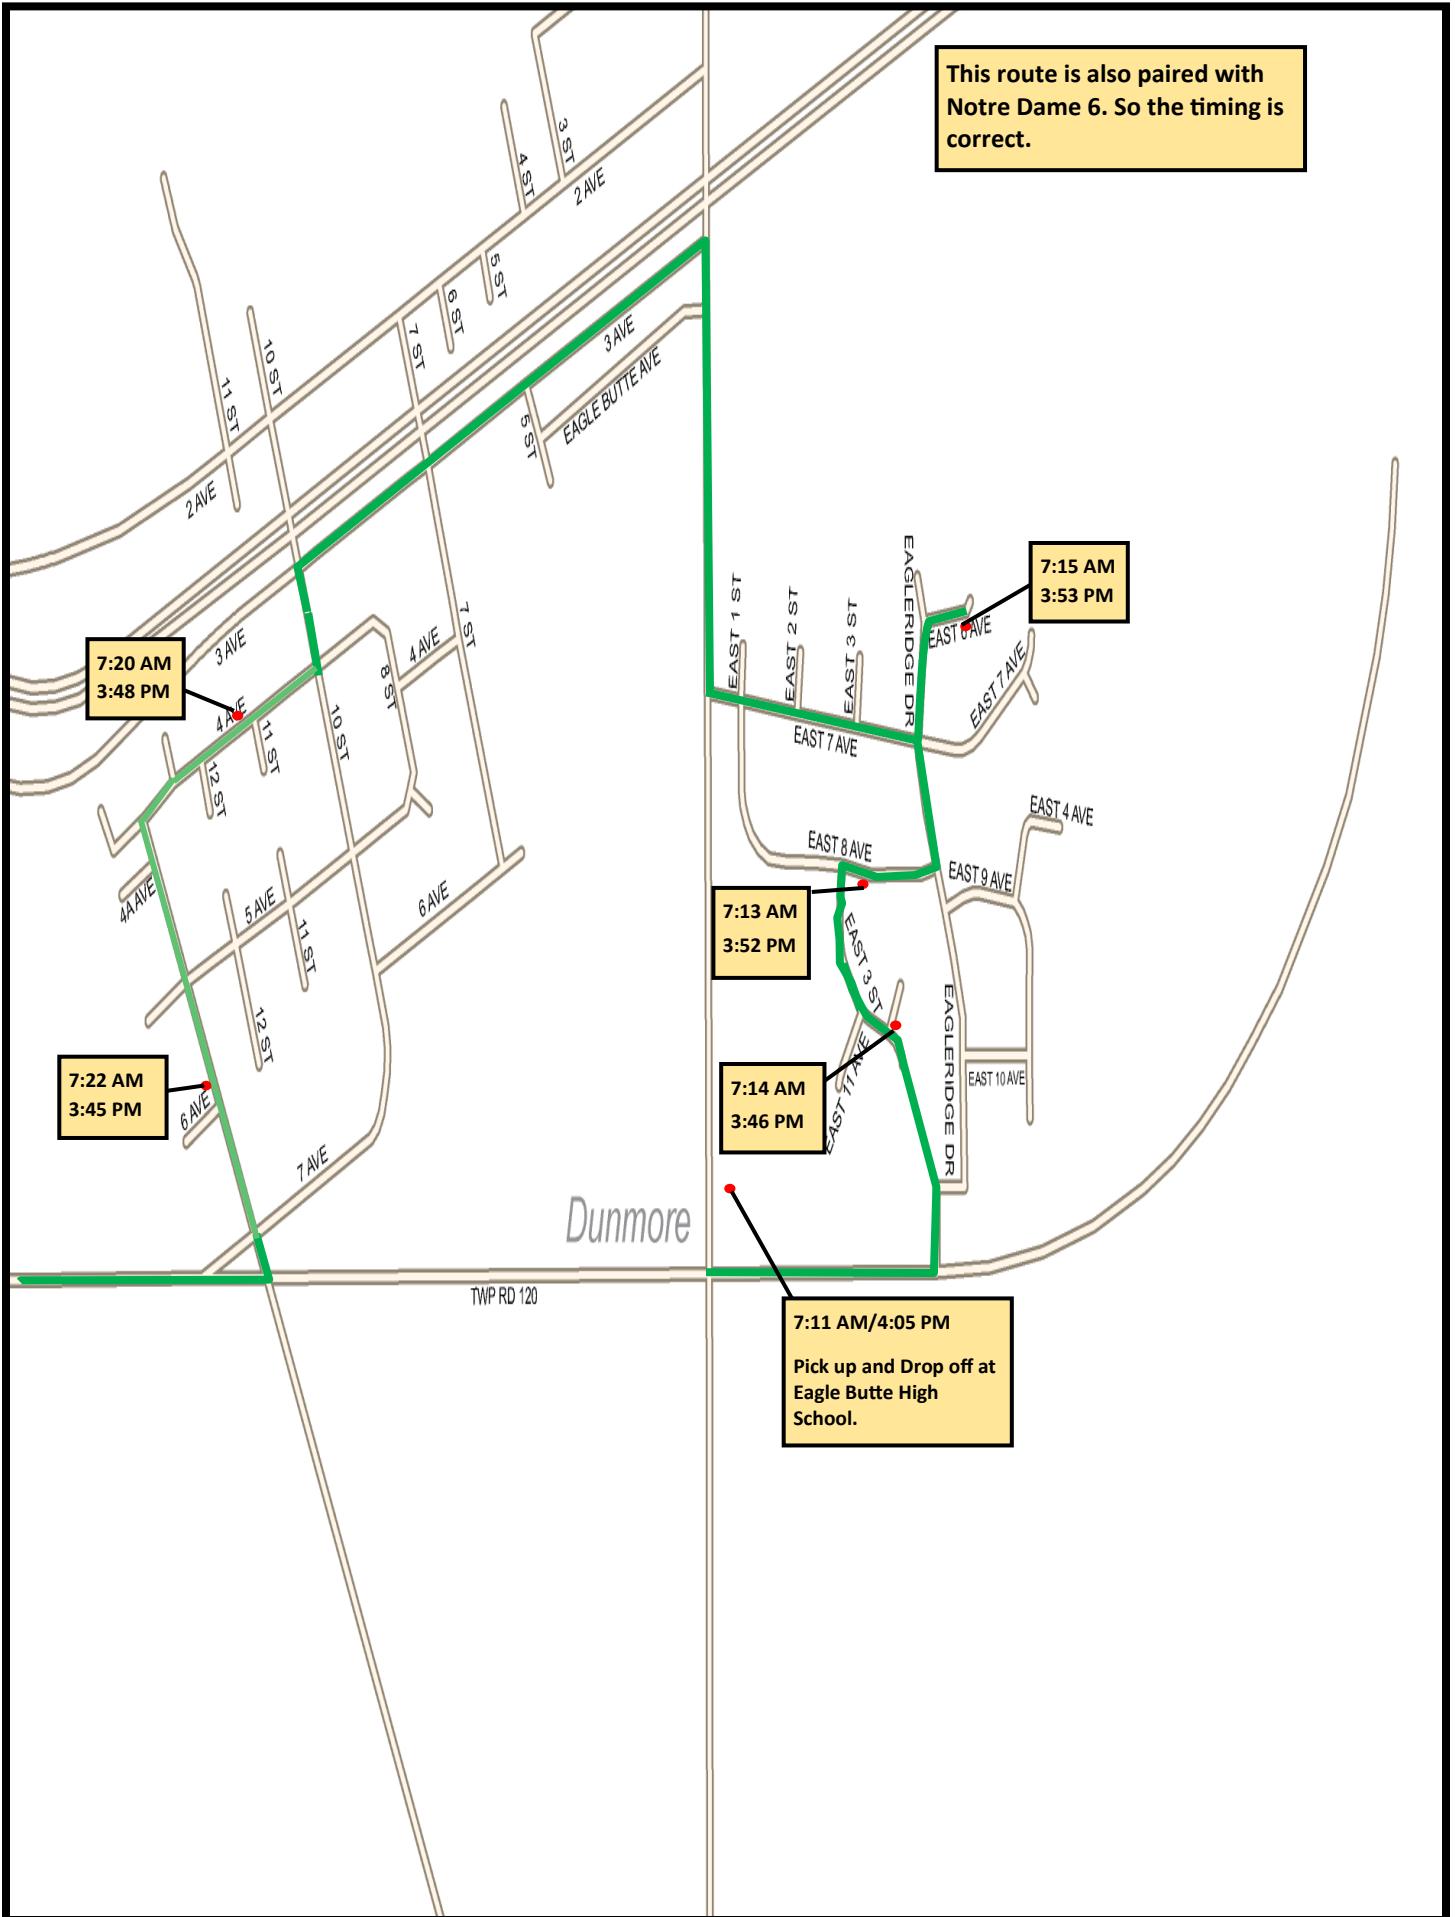 This route is also paired with
Notre Dame 6. So the timing is
correct.
3 ST
4 ST
2 AVE
5 ST
6 ST
7 ST
10 ST
11 ST
3 AVE
EAGLE BUTTE AVE
5 ST
2 AVE
EAGLERIDGE DR
7:15 AM
3:53 PM
EAST 1 ST
EAST 2 ST
EAST 3 ST
EAST 6 AVE
EAST 7 AVE
EAST 7 AVE
7 ST
4 AVE
3 AVE
8 ST
7:20 AM
3:48 PM
4 AVE
11 ST
10 ST
12 ST
EAST 4 AVE
EAST 8 AVE
EAST 9 AVE
4A AVE
5 AVE
6 AVE
11 ST
7:13 AM
3:52 PM
EAST 3 ST
12 ST
EAGLERIDGE DR
7:22 AM
3:45 PM
6 AVE
7:14 AM
3:46 PM
EAST 11 AVE
EAST 10 AVE
7 AVE
Dunmore
TWP RD 120
7:11 AM/4:05 PM
Pick up and Drop off at
Eagle Butte High
School.